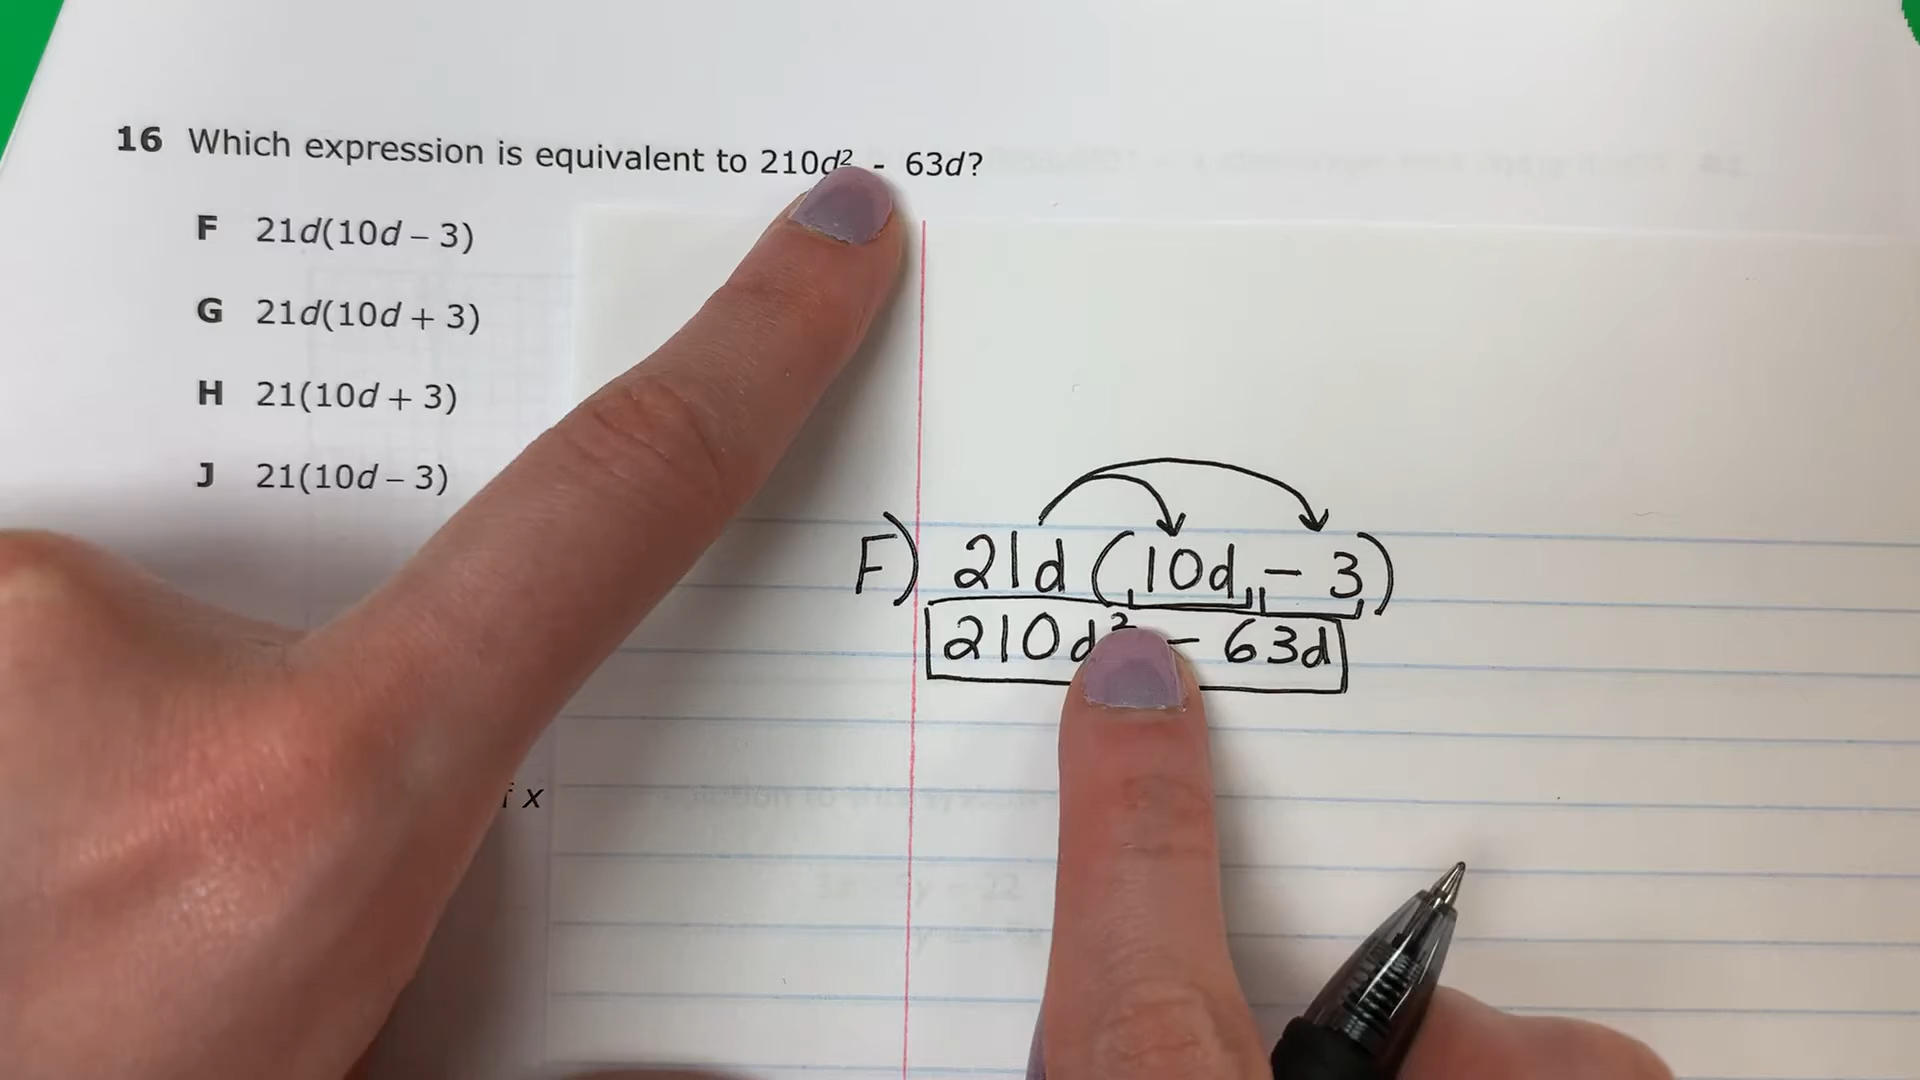 16 Which expression is equivalent to 210d² - 63d?
F 21d(10d – 3)
G 21d(10d + 3)
H 21(10d + 3)
J 21(10d – 3)
F) 21d (10d - 3)
210d² - 63d
x